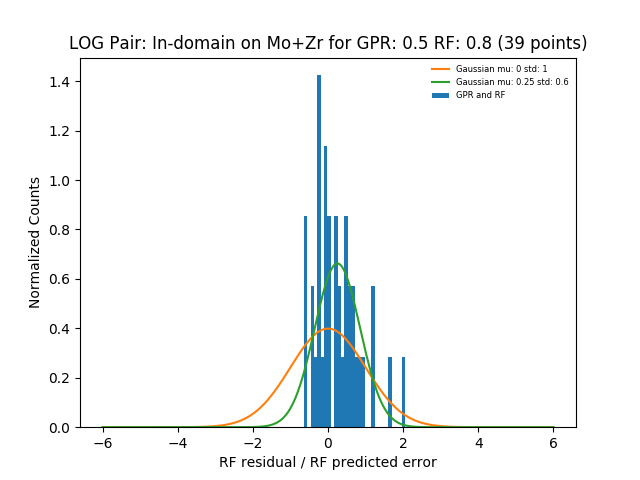 LOG Pair: In-domain on Mo+Zr for GPR: 0.5 RF: 0.8 (39 points)
Gaussian mu: 0 std: 1
Gaussian mu: 0.25 std: 0.6
GPR and RF
Normalized Counts
1.4
1.2
1.0
0.8
0.6
0.4
0.2
0.0
−6 −4 −2 0 2 4 6
RF residual / RF predicted error